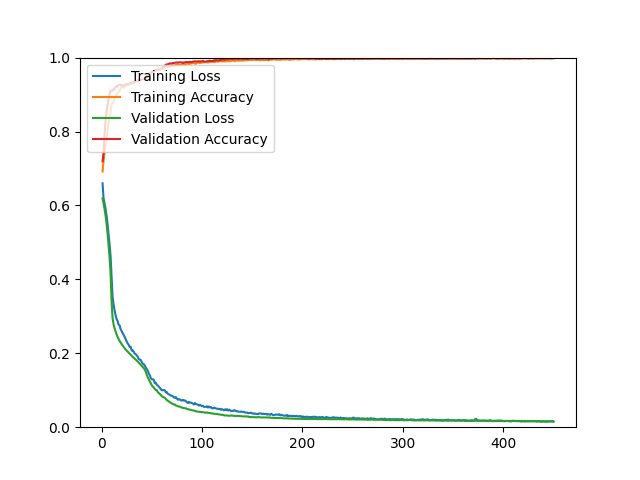 1.0
0.8
0.6
0.4
0.2
0.0
Training Loss
Training Accuracy
Validation Loss
Validation Accuracy
0 100 200 300 400